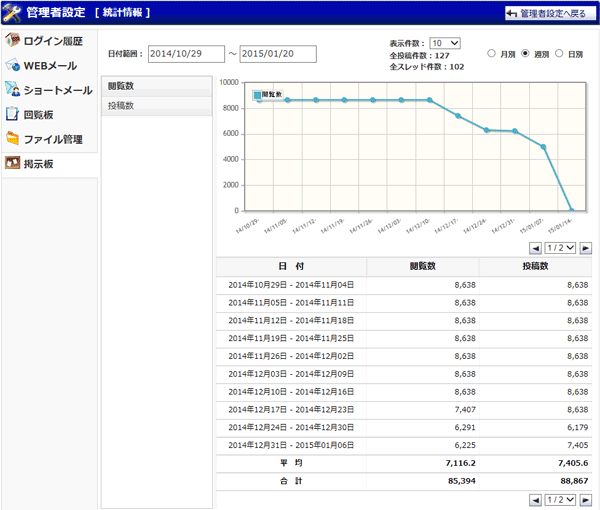 管理者設定 [ 統計情報 ]
管理者設定へ戻る
ログイン履歴
WEBメール
ショートメール
回覧板
ファイル管理
掲示板
日付範囲： 2014/10/29 ～ 2015/01/20
表示件数： 10
全投稿件数：127
全スレッド件数：102
月別 週別 日別
閲覧数
投稿数
閲覧数
10000
8000
6000
4000
2000
0
14/10/29- 14/11/05- 14/11/12- 14/11/19- 14/11/26- 14/12/03- 14/12/10- 14/12/17- 14/12/24- 14/12/31- 15/01/07- 15/01/14-
1 / 2
日　付 閲覧数 投稿数
2014年10月29日 - 2014年11月04日 8,638 8,638
2014年11月05日 - 2014年11月11日 8,638 8,638
2014年11月12日 - 2014年11月18日 8,638 8,638
2014年11月19日 - 2014年11月25日 8,638 8,638
2014年11月26日 - 2014年12月02日 8,638 8,638
2014年12月03日 - 2014年12月09日 8,638 8,638
2014年12月10日 - 2014年12月16日 8,638 8,638
2014年12月17日 - 2014年12月23日 7,407 8,638
2014年12月24日 - 2014年12月30日 6,291 6,179
2014年12月31日 - 2015年01月06日 6,225 7,405
平　均 7,116.2 7,405.6
合　計 85,394 88,867
1 / 2